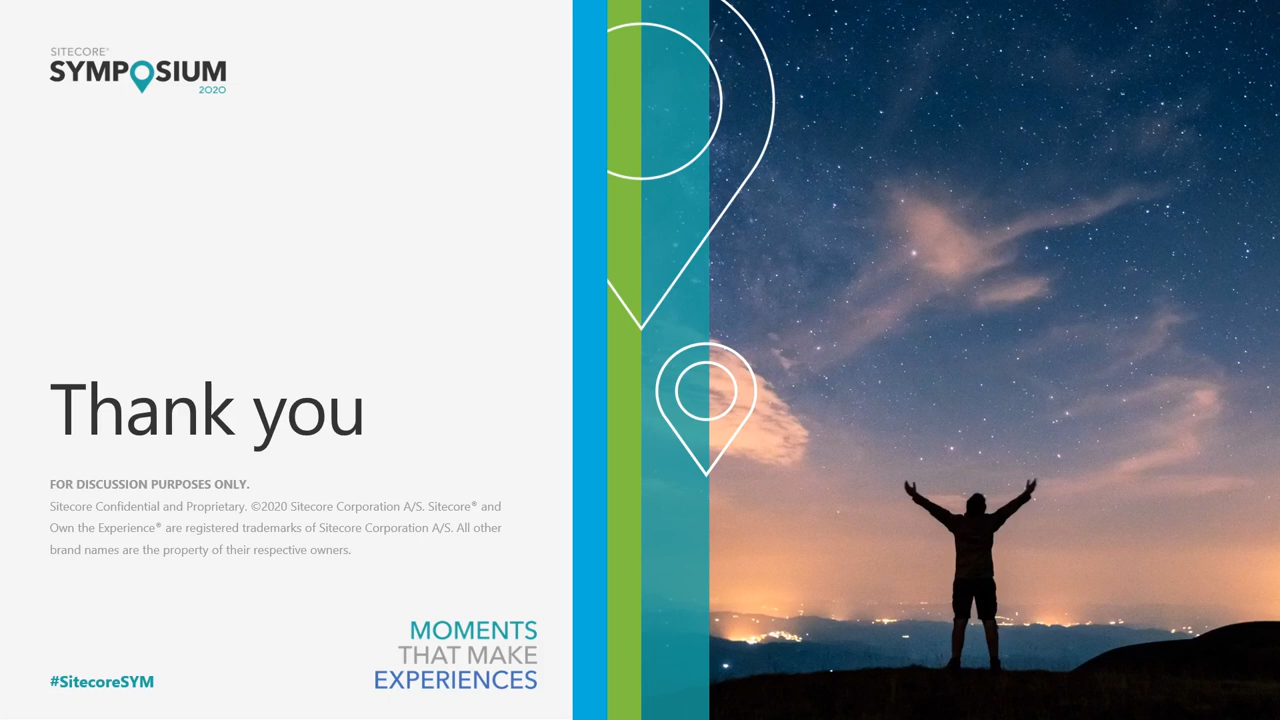 SITECORE®
SYMPOSIUM
2020
Thank you
FOR DISCUSSION PURPOSES ONLY.
Sitecore Confidential and Proprietary. ©2020 Sitecore Corporation A/S. Sitecore® and
Own the Experience® are registered trademarks of Sitecore Corporation A/S. All other
brand names are the property of their respective owners.
MOMENTS
THAT MAKE
EXPERIENCES
#SitecoreSYM